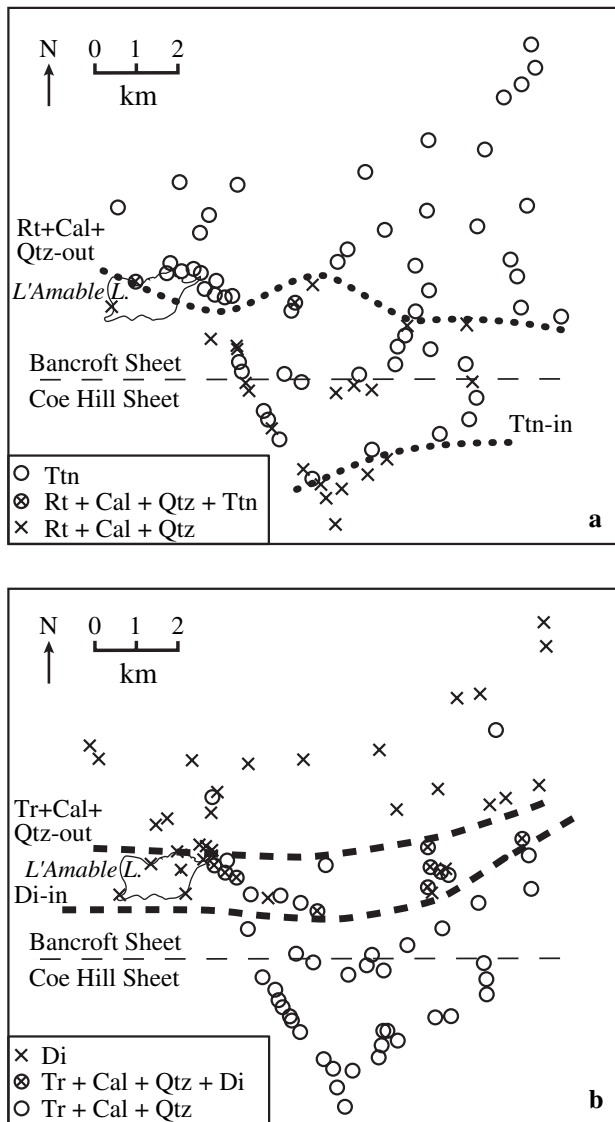 N 0 1 2
km
Rt+Cal+
Qtz-out
L'Amable L.
Bancroft Sheet
Coe Hill Sheet
Ttn-in
Ttn
Rt + Cal + Qtz + Ttn
Rt + Cal + Qtz
a
N 0 1 2
km
Tr+Cal+
Qtz-out
L'Amable L.
Di-in
Bancroft Sheet
Coe Hill Sheet
Di
Tr + Cal + Qtz + Di
Tr + Cal + Qtz
b